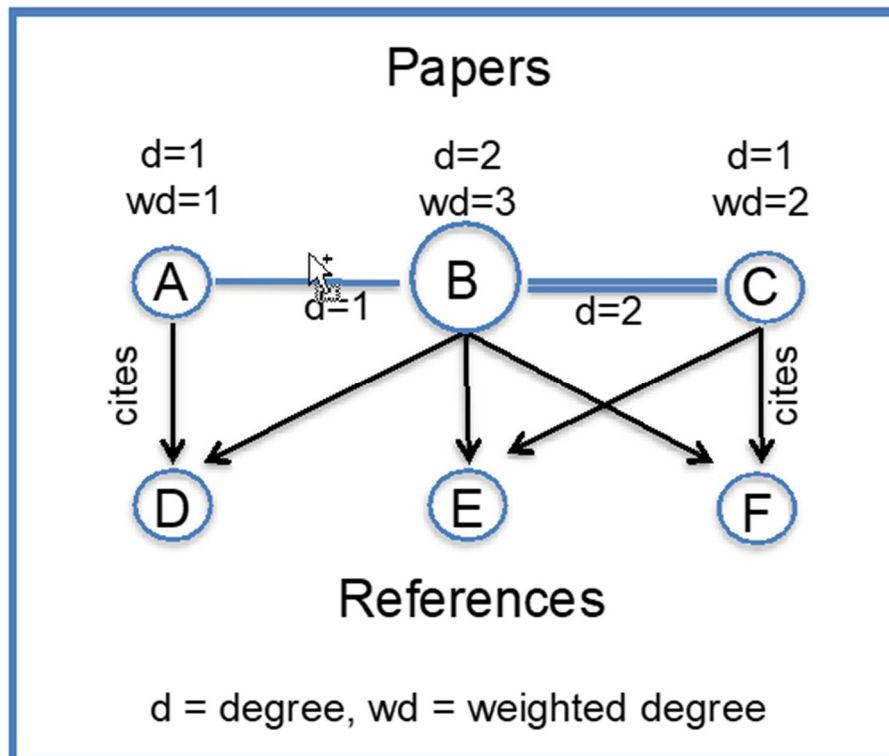 Papers
d=1 d=2 d=1
wd=1 wd=3 wd=2
A B C
d=1 d=2
cites cites
D E F
References
d = degree, wd = weighted degree